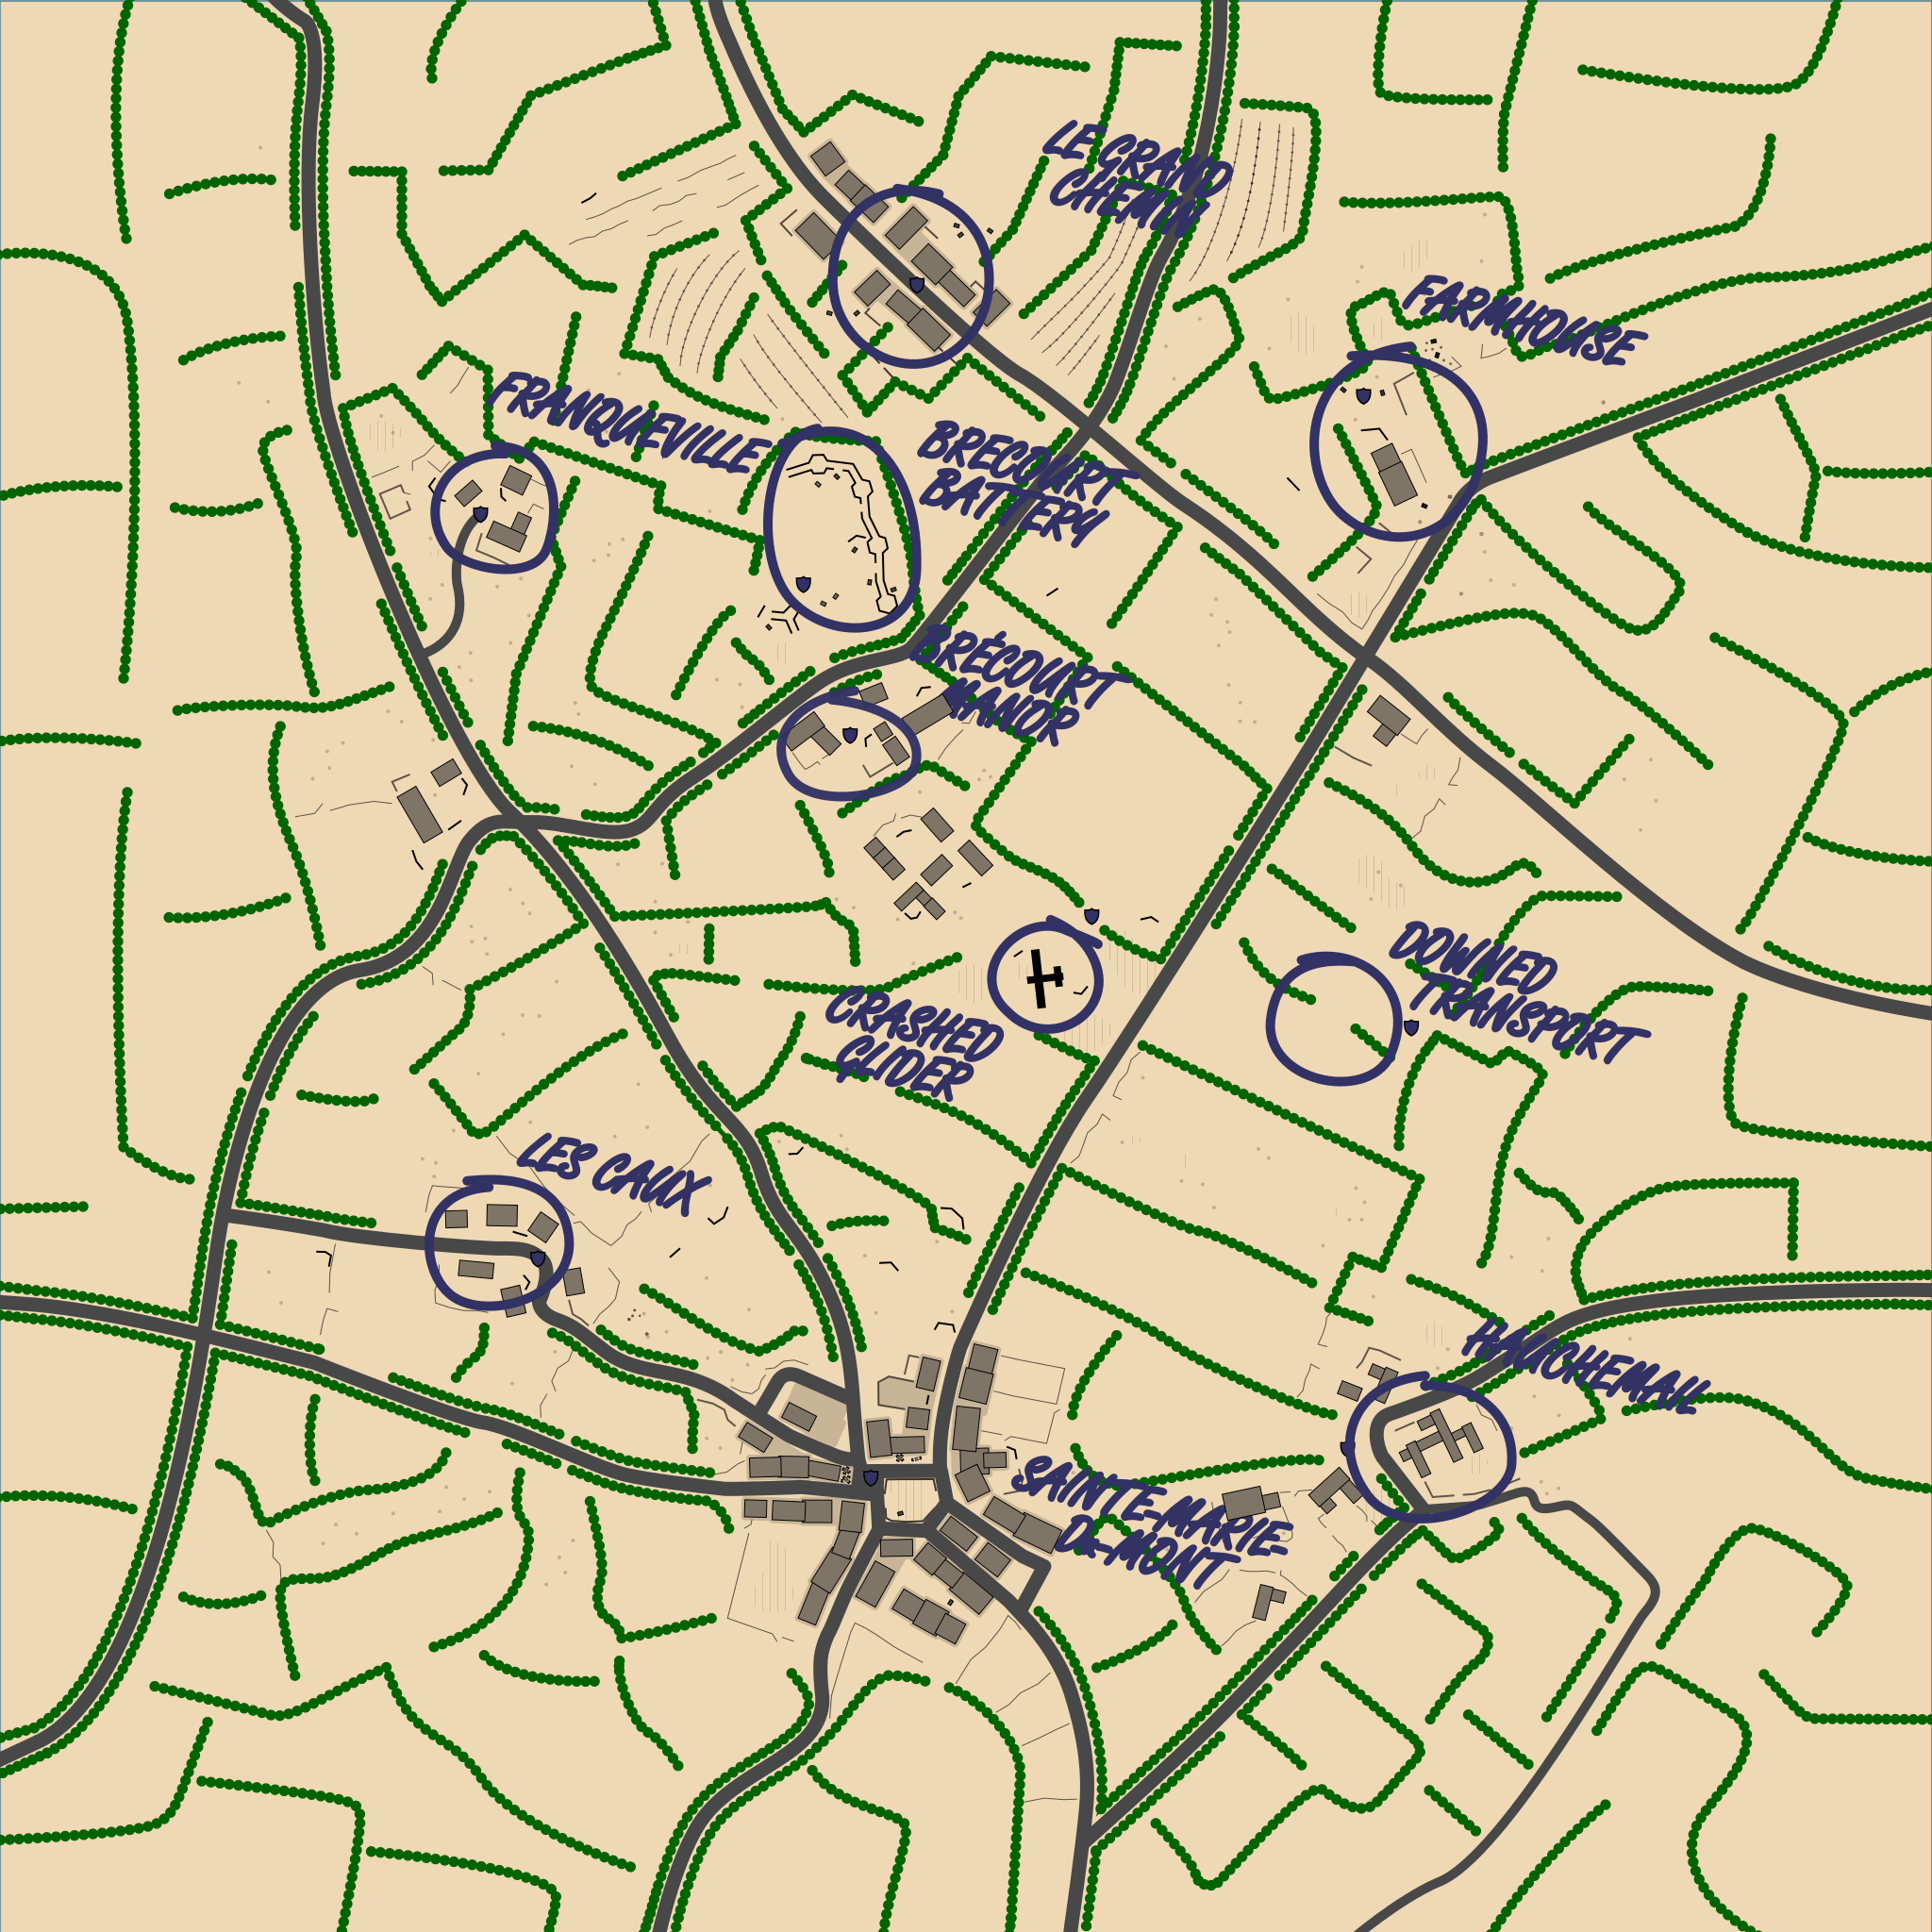 LE GRAND
CHEMIN
FARMHOUSE
FRANQUEVILLE
BRECOURT
BATTERY
BRÉCOURT
MANOR
DOWNED
TRANSPORT
CRASHED
GLIDER
LES CAUX
HAUCHEMAIL
SAINTE-MARIE-
DU-MONT